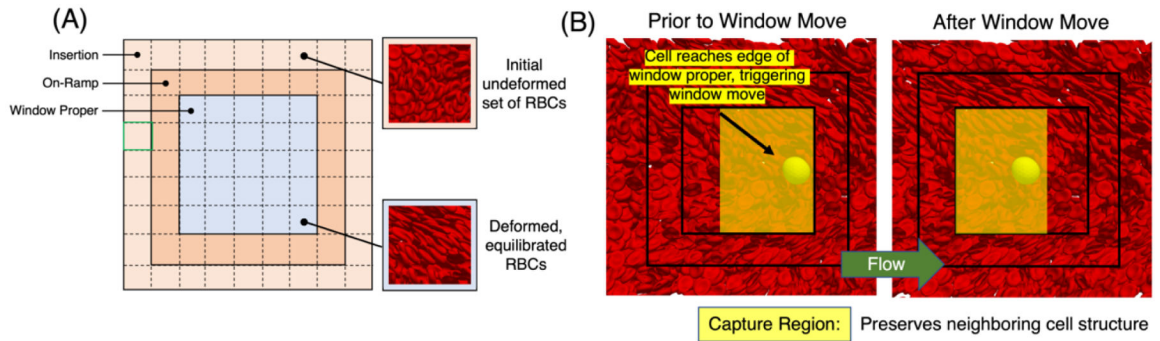 (A)
Insertion
On-Ramp
Window Proper
Initial
undeformed
set of RBCs
Deformed,
equilibrated
RBCs
(B)
Prior to Window Move
After Window Move
Cell reaches edge of
window proper, triggering
window move
Flow
Capture Region: Preserves neighboring cell structure